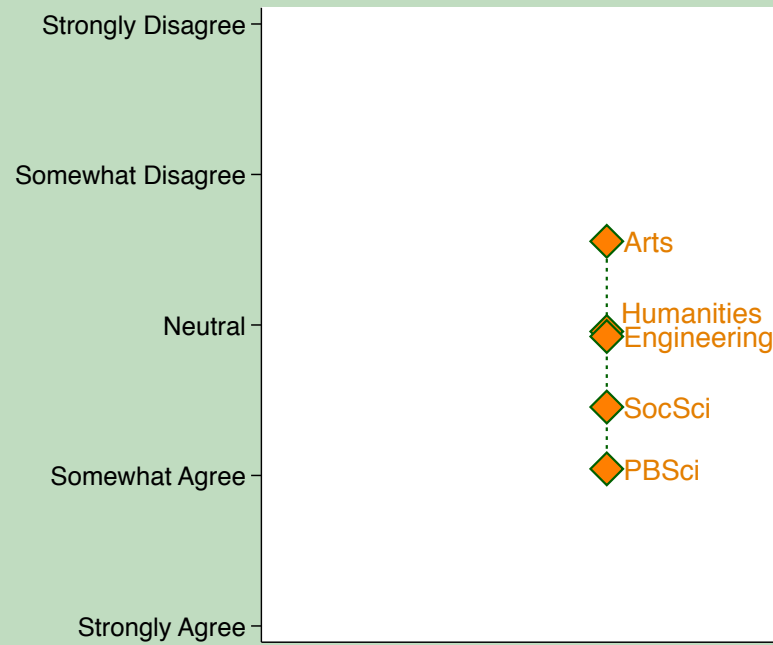 Strongly Disagree
Somewhat Disagree
Arts
Humanities
Neutral
Engineering
SocSci
PBSci
Somewhat Agree
Strongly Agree